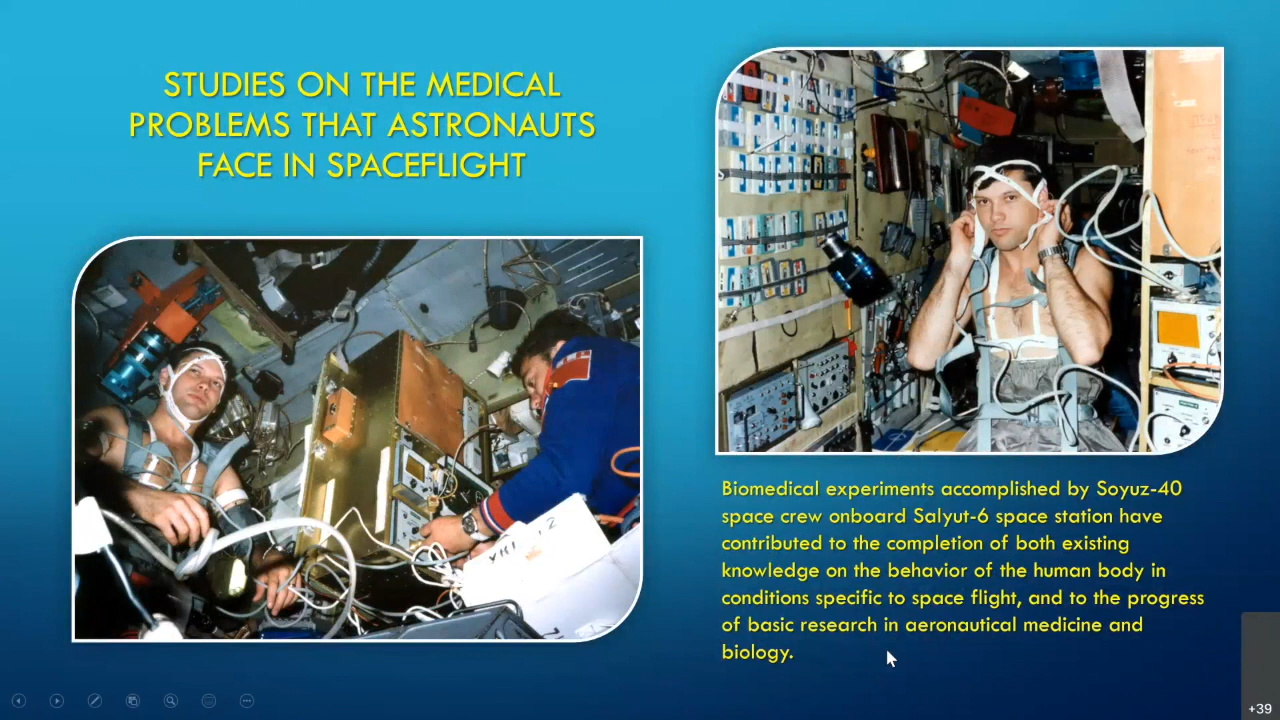 STUDIES ON THE MEDICAL
PROBLEMS THAT ASTRONAUTS
FACE IN SPACEFLIGHT
Biomedical experiments accomplished by Soyuz-40
space crew onboard Salyut-6 space station have
contributed to the completion of both existing
knowledge on the behavior of the human body in
conditions specific to space flight, and to the progress
of basic research in aeronautical medicine and
biology.
+39